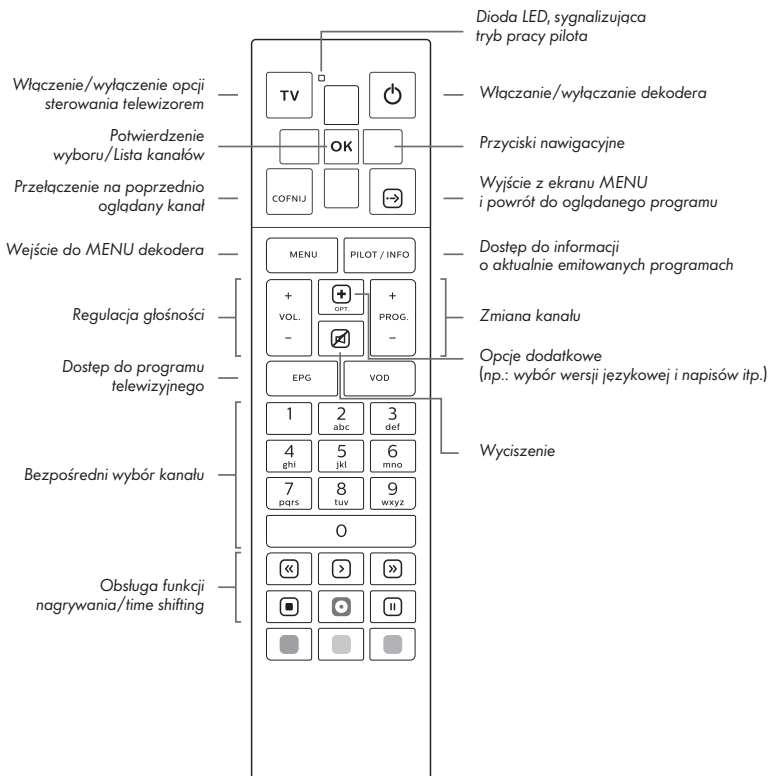 Dioda LED, sygnalizująca
tryb pracy pilota
Włączenie/wyłączenie opcji
sterowania telewizorem
TV
Włączanie/wyłączanie dekodera
Potwierdzenie
wyboru/Lista kanałów
OK
Przyciski nawigacyjne
Przełączenie na poprzednio
oglądany kanał
COFNIJ
Wyjście z ekranu MENU
i powrót do oglądanego programu
Wejście do MENU dekodera
MENU
PILOT / INFO
Dostęp do informacji
o aktualnie emitowanych programach
Regulacja głośności
+
VOL.
–
OPT.
+
PROG.
–
Zmiana kanału
Opcje dodatkowe
(np.: wybór wersji językowej i napisów itp.)
Dostęp do programu
telewizyjnego
EPG
VOD
Wyciszenie
Bezpośredni wybór kanału
1
2
abc
3
def
4
ghi
5
jkl
6
mno
7
pqrs
8
tuv
9
wxyz
0
Obsługa funkcji
nagrywania/time shifting